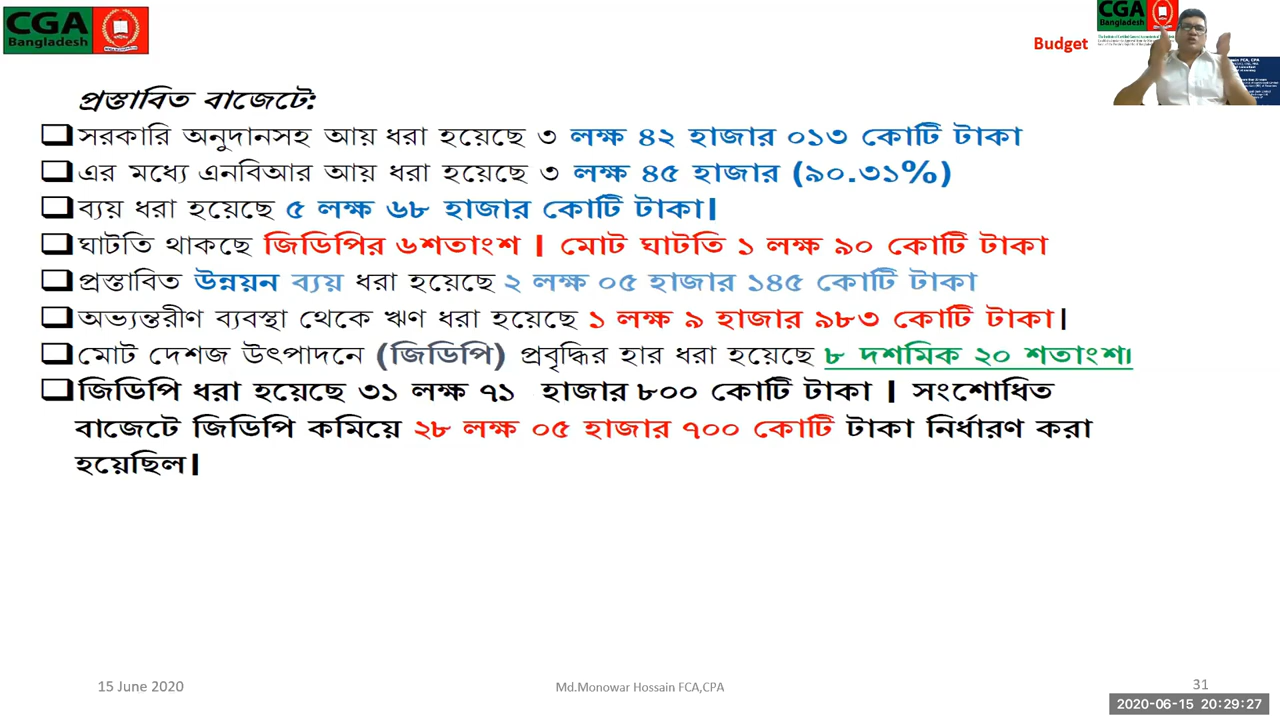 CGA
Bangladesh
CGA
Bangladesh
Budget
প্রস্তাবিত বাজেটে:
সরকারি অনুদানসহ আয় ধরা হয়েছে ৩ লক্ষ ৪২ হাজার ০১৩ কোটি টাকা
এর মধ্যে এনবিআর আয় ধরা হয়েছে ৩ লক্ষ ৪৫ হাজার (৯০.৩১%)
ব্যয় ধরা হয়েছে ৫ লক্ষ ৬৮ হাজার কোটি টাকা।
ঘাটতি থাকছে জিডিপির ৬শতাংশ । মোট ঘাটতি ১ লক্ষ ৯০ কোটি টাকা
প্রস্তাবিত উন্নয়ন ব্যয় ধরা হয়েছে ২ লক্ষ ০৫ হাজার ১৪৫ কোটি টাকা
অভ্যন্তরীণ ব্যবস্থা থেকে ঋণ ধরা হয়েছে ১ লক্ষ ৯ হাজার ৯৮৩ কোটি টাকা।
মোট দেশজ উৎপাদনে (জিডিপি) প্রবৃদ্ধির হার ধরা হয়েছে ৮ দশমিক ২০ শতাংশ।
জিডিপি ধরা হয়েছে ৩১ লক্ষ ৭১ হাজার ৮০০ কোটি টাকা । সংশোধিত
বাজেটে জিডিপি কমিয়ে ২৮ লক্ষ ০৫ হাজার ৭০০ কোটি টাকা নির্ধারণ করা
হয়েছিল।
15 June 2020
Md.Monowar Hossain FCA,CPA
31
2020-06-15 20:29:27